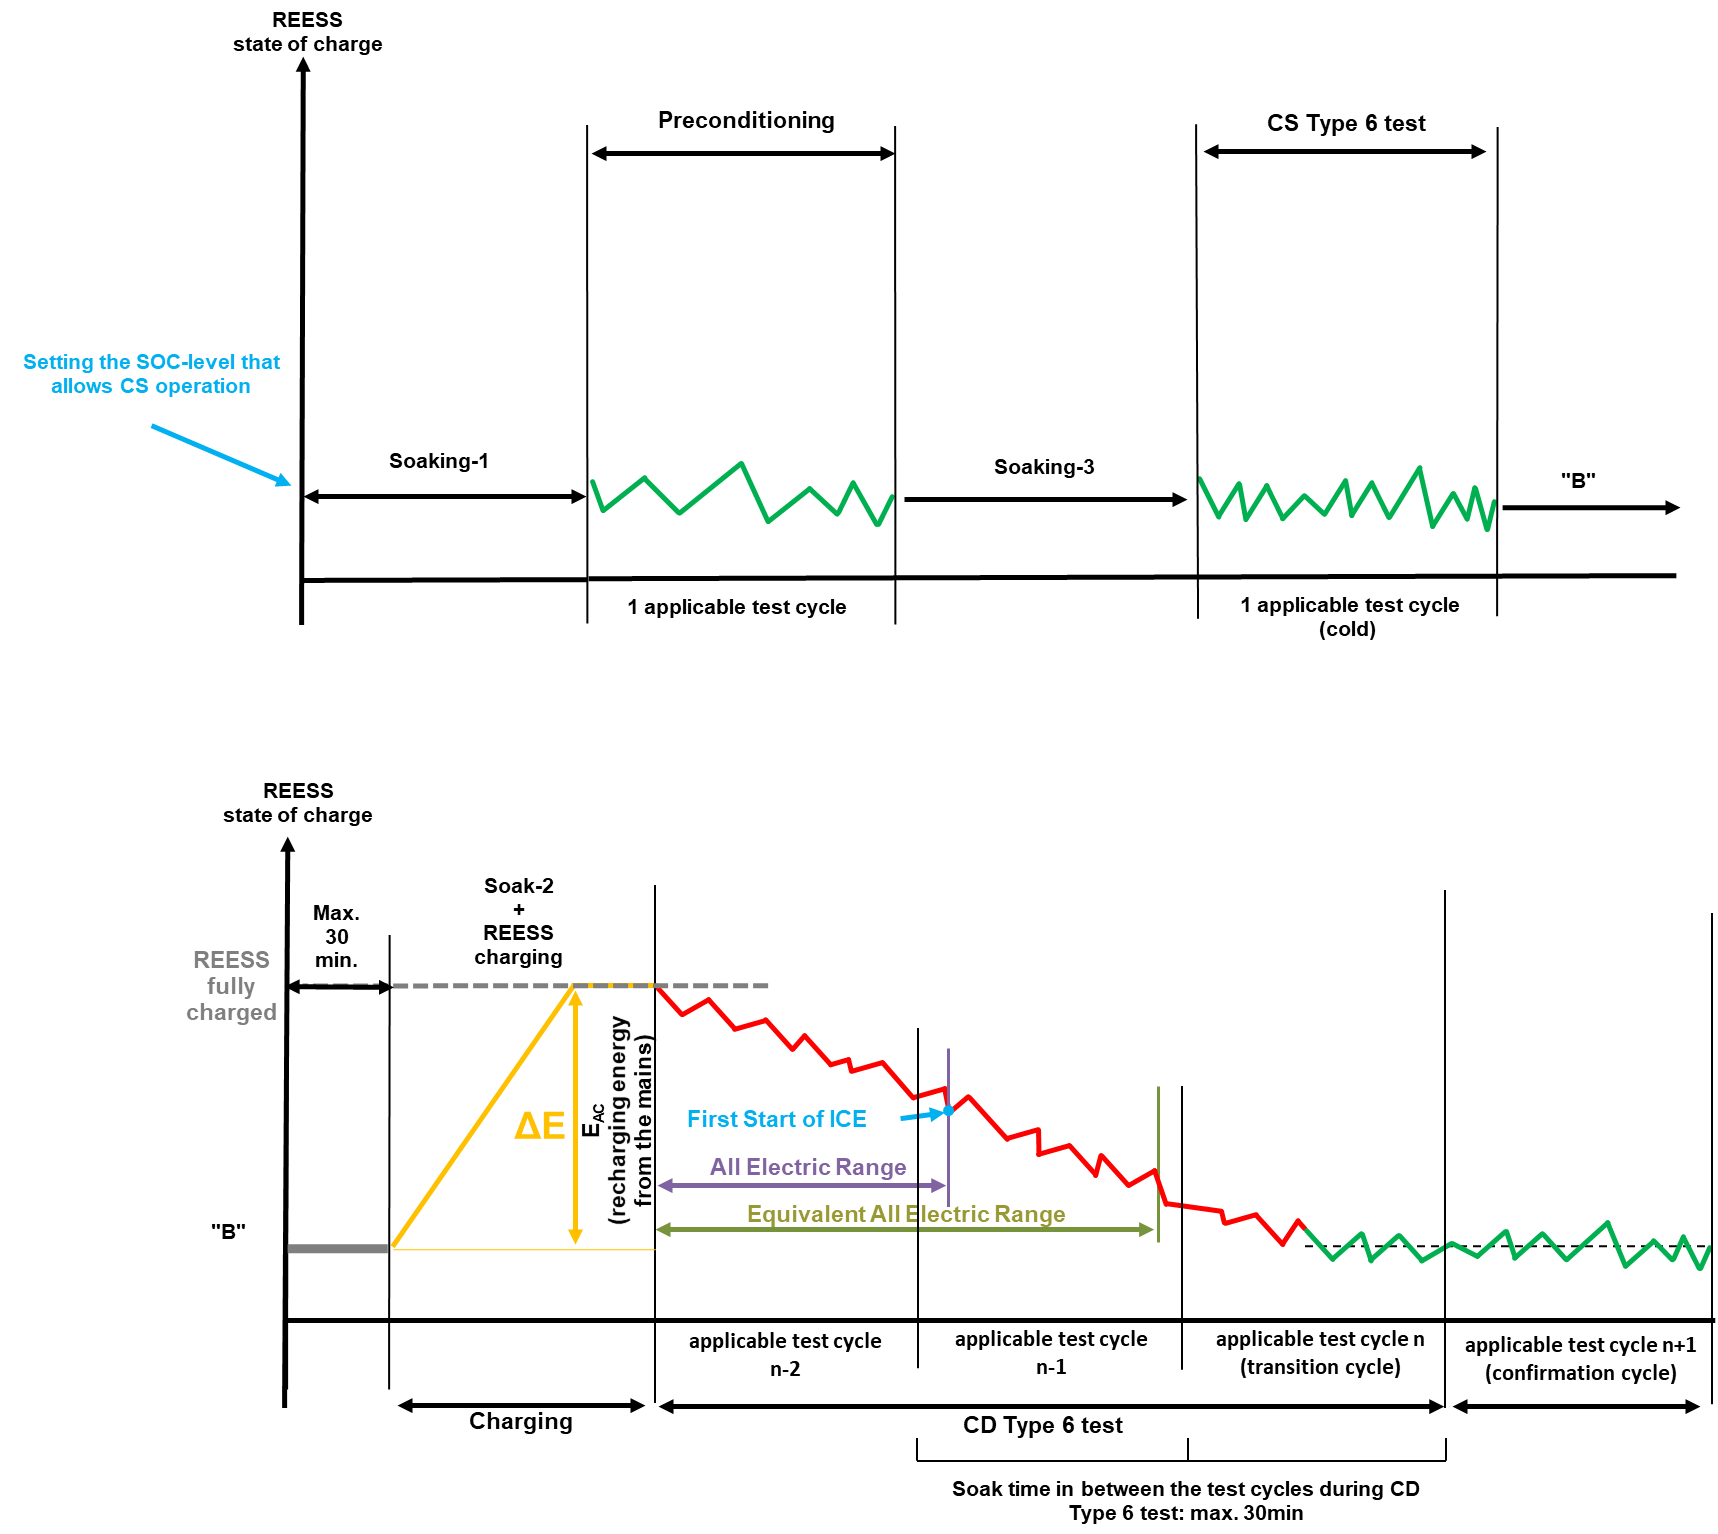 REESS
state of charge
Preconditioning
CS Type 6 test
Setting the SOC-level that
allows CS operation
Soaking-1
Soaking-3
"B"
1 applicable test cycle
1 applicable test cycle
(cold)
REESS
state of charge
Max.
30
min.
Soak-2
+
REESS
charging
REESS
fully
charged
ΔE
EAC
(recharging energy
from the mains)
First Start of ICE
All Electric Range
Equivalent All Electric Range
"B"
applicable test cycle
n-2
applicable test cycle
n-1
applicable test cycle n
(transition cycle)
applicable test cycle n+1
(confirmation cycle)
Charging
CD Type 6 test
Soak time in between the test cycles during CD
Type 6 test: max. 30min